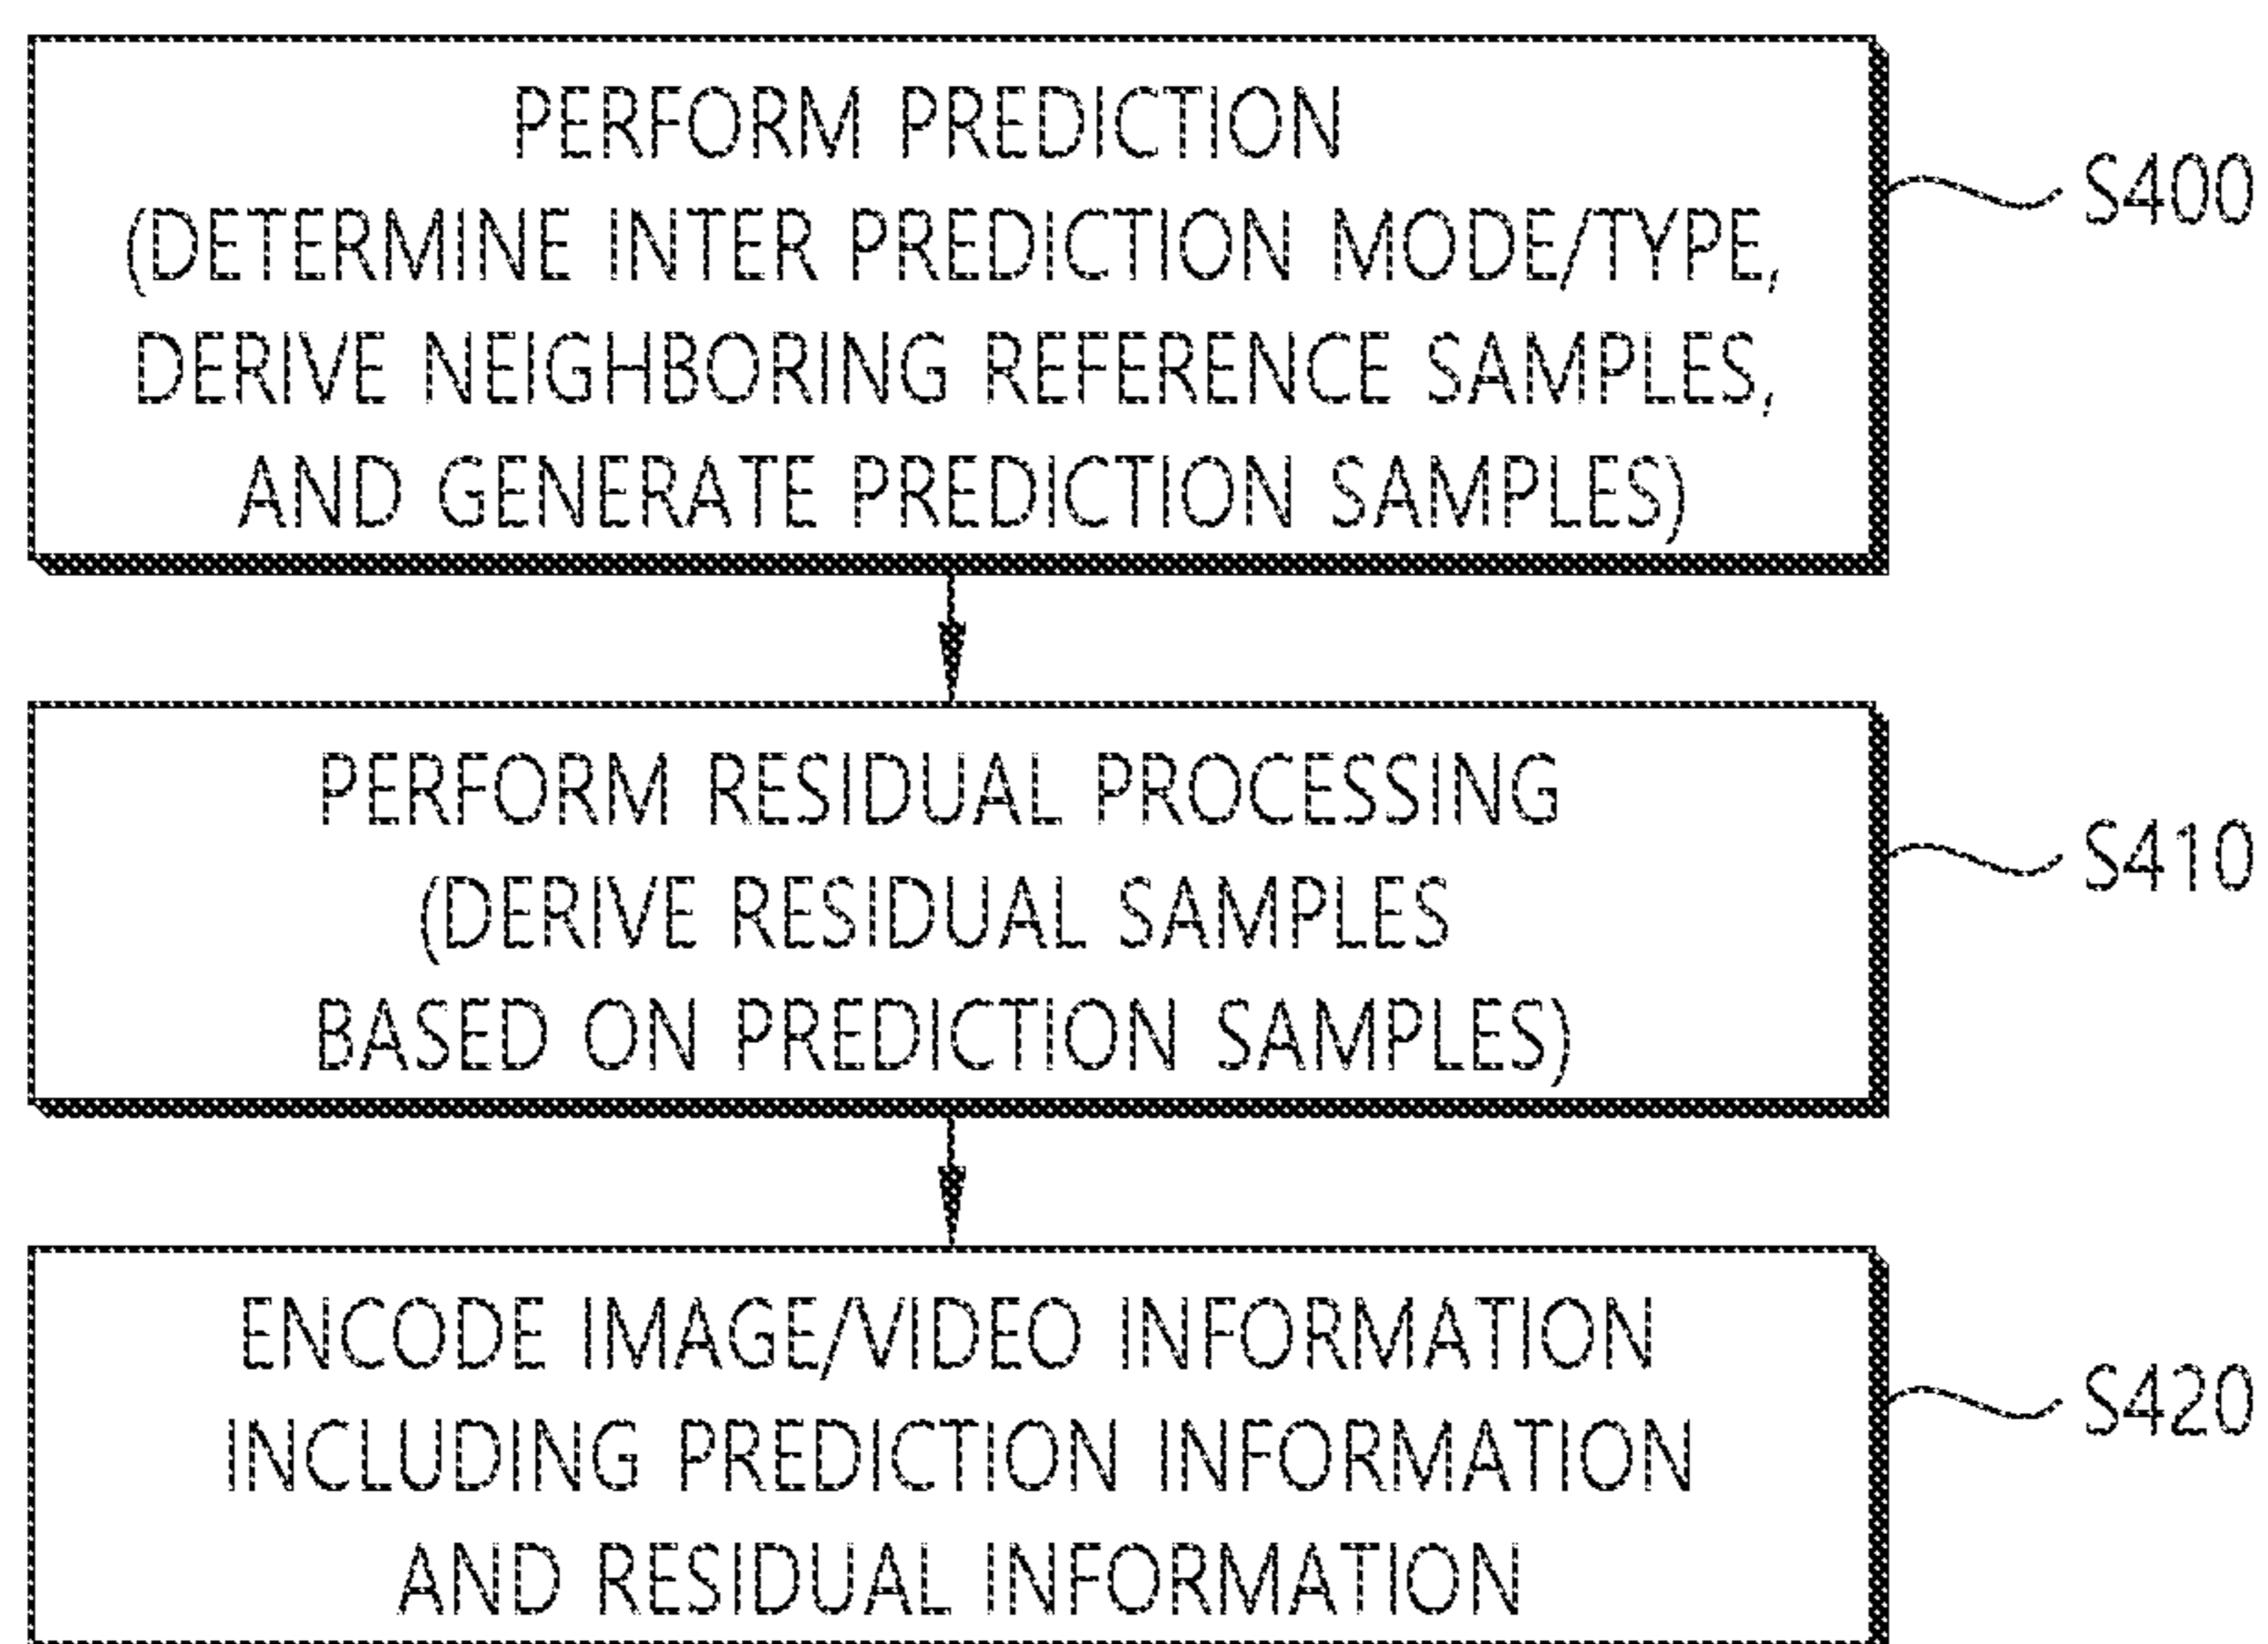 PERFORM PREDICTION
(DETERMINE INTER PREDICTION MODE/TYPE,
DERIVE NEIGHBORING REFERENCE SAMPLES,
AND GENERATE PREDICTION SAMPLES)
S400
PERFORM RESIDUAL PROCESSING
(DERIVE RESIDUAL SAMPLES
BASED ON PREDICTION SAMPLES)
S410
ENCODE IMAGE/VIDEO INFORMATION
INCLUDING PREDICTION INFORMATION
AND RESIDUAL INFORMATION
S420